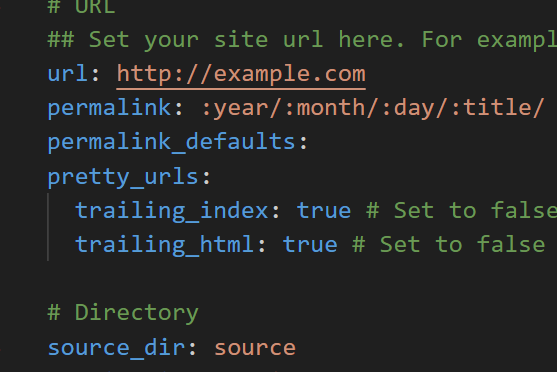 # URL
## Set your site url here. For exampl
url: http://example.com
permalink: :year/:month/:day/:title/
permalink_defaults:
pretty_urls:
  trailing_index: true # Set to false
  trailing_html: true # Set to false
# Directory
source_dir: source